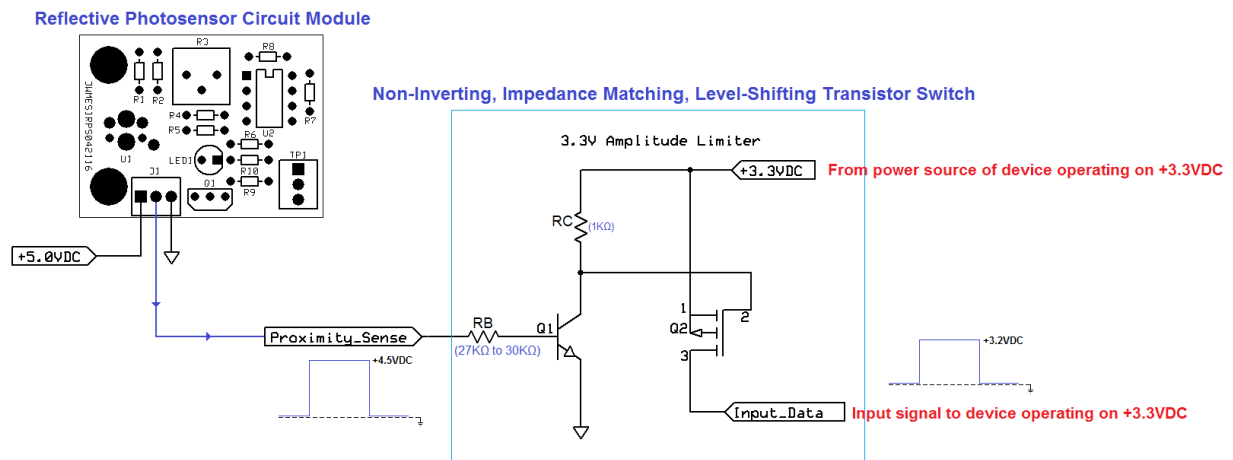 Reflective Photosensor Circuit Module
R3
R8
R1
R2
R7
JWMES1RPS042116
R4
R5
U2
R6
U1
LED1
R10
TP1
J1
Q1
R9
+5.0VDC
Non-Inverting, Impedance Matching, Level-Shifting Transistor Switch
3.3V Amplitude Limiter
+3.3VDC
From power source of device operating on +3.3VDC
RC
(1KΩ)
1
2
Q2
3
RB
Q1
(27KΩ to 30KΩ)
Proximity_Sense
+4.5VDC
+3.2VDC
Input_Data
Input signal to device operating on +3.3VDC